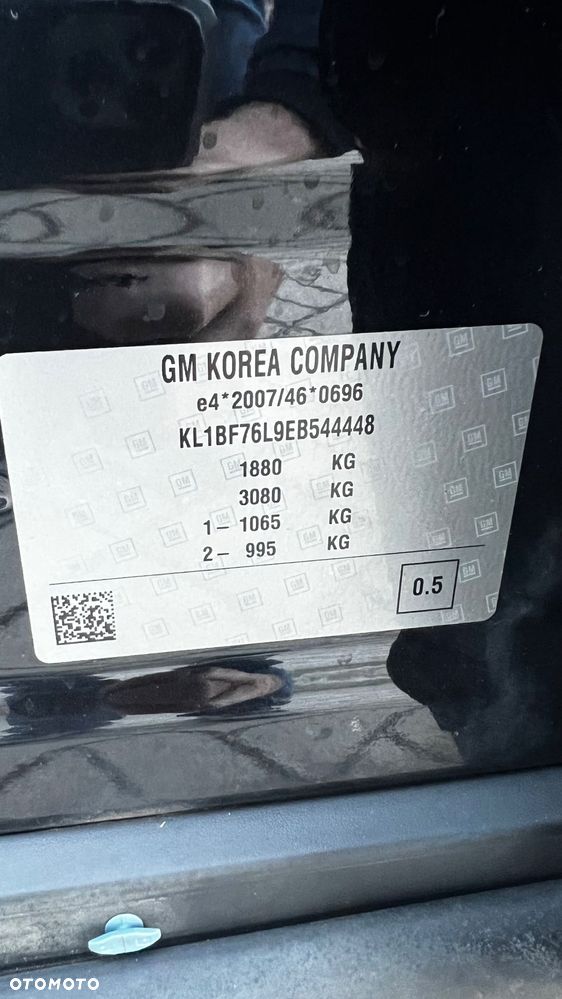 GM KOREA COMPANY
e4*2007/46*0696
KL1BF76L9EB544448
1880 KG
3080 KG
1- 1065 KG
2- 995 KG
0.5
OTOMOTO